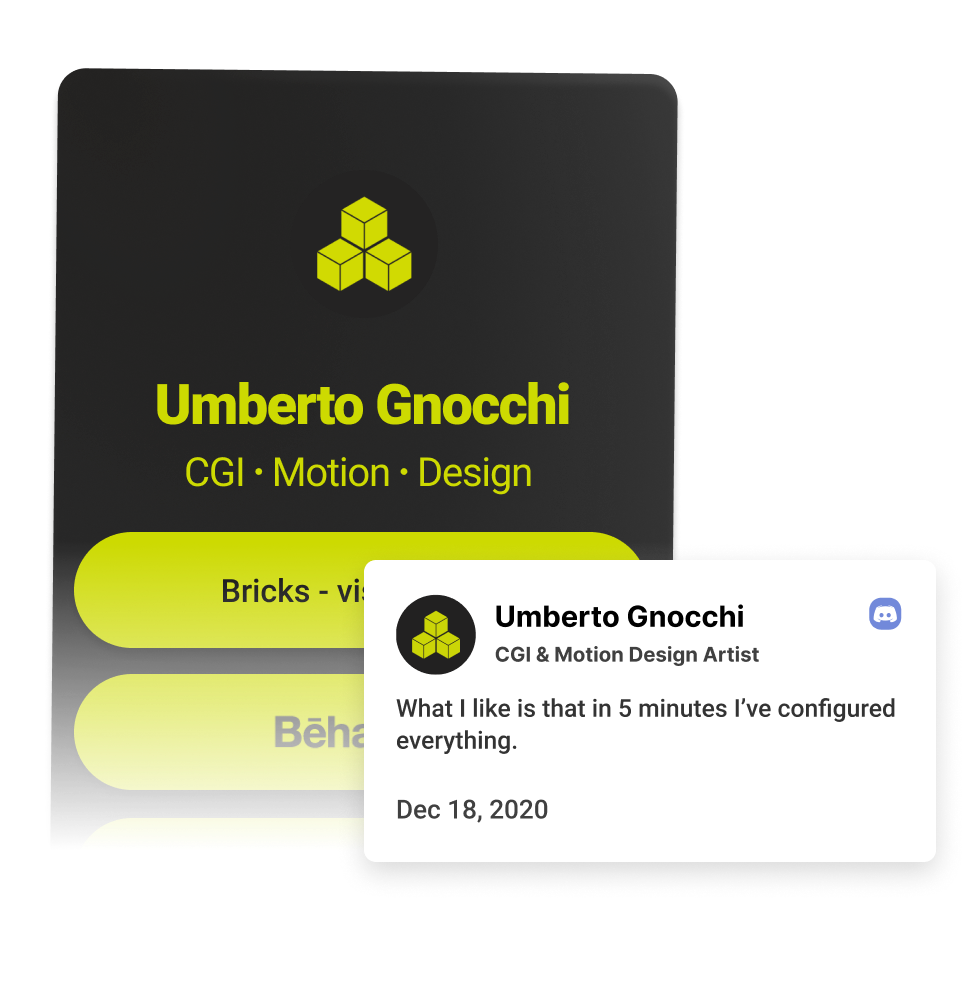 Umberto Gnocchi
CGI • Motion • Design
Bricks - vis
Bēha
Umberto Gnocchi
CGI & Motion Design Artist
What I like is that in 5 minutes I’ve configured
everything.
Dec 18, 2020